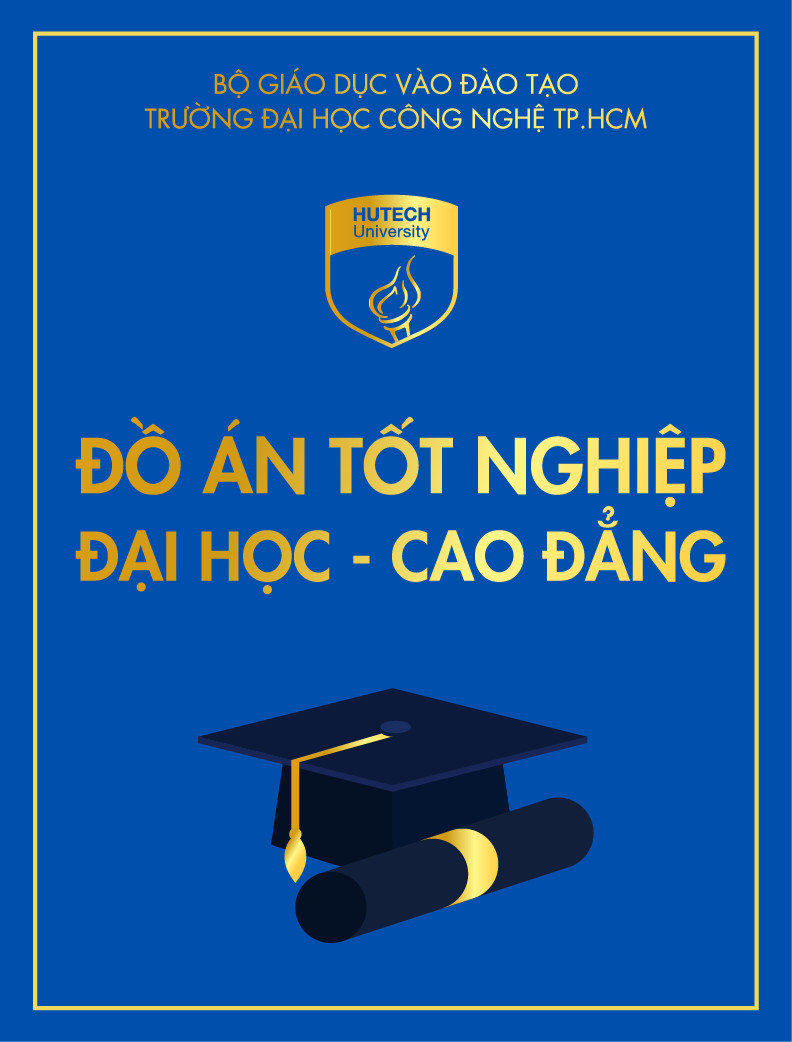 BỘ GIÁO DỤC VÀO ĐÀO TẠO
TRƯỜNG ĐẠI HỌC CÔNG NGHỆ TP.HCM
HUTECH
University
ĐỒ ÁN TỐT NGHIỆP
ĐẠI HỌC - CAO ĐẲNG